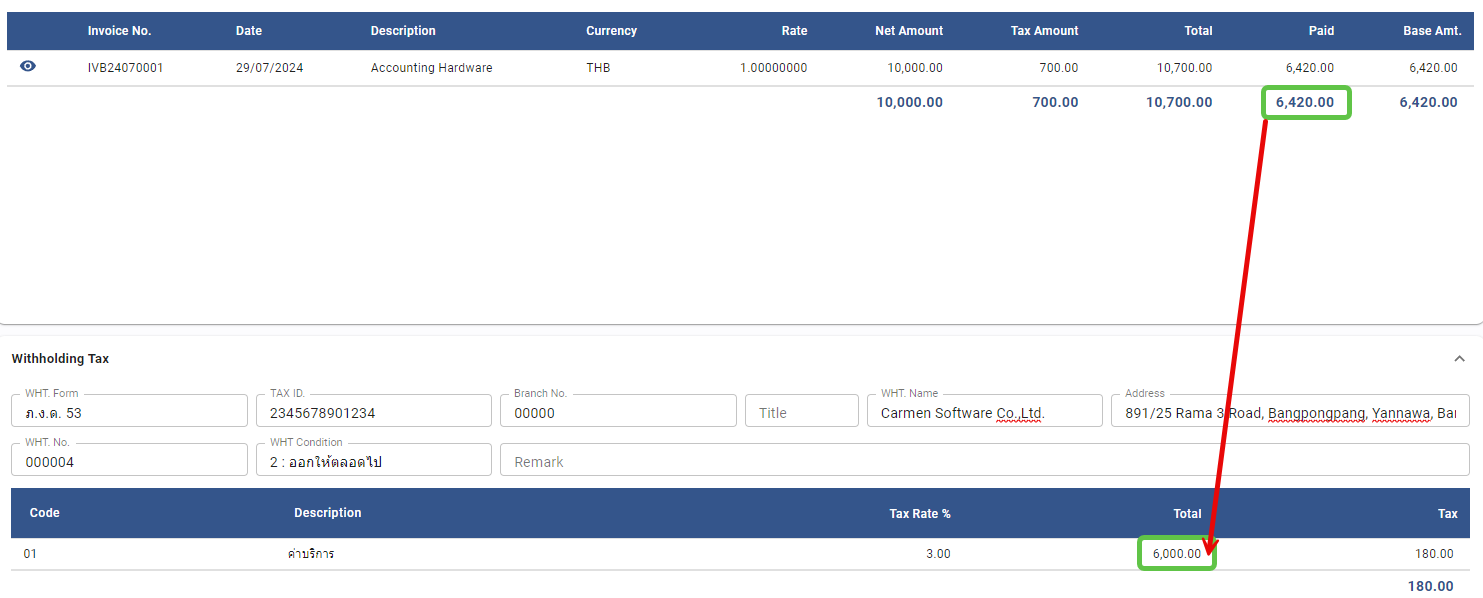 Invoice No. Date Description Currency Rate Net Amount Tax Amount Total Paid Base Amt.
IVB24070001 29/07/2024 Accounting Hardware THB 1.00000000 10,000.00 700.00 10,700.00 6,420.00 6,420.00
10,000.00 700.00 10,700.00 6,420.00 6,420.00
Withholding Tax
WHT. Form TAX ID. Branch No. WHT. Name Address
ภ.ง.ด. 53 2345678901234 00000 Title Carmen Software Co.,Ltd. 891/25 Rama 3 Road, Bangpongpang, Yannawa, Ban
WHT. No. WHT Condition
000004 2 : ออกให้ตลอดไป Remark
Code Description Tax Rate % Total Tax
01 ค่าบริการ 3.00 6,000.00 180.00
180.00